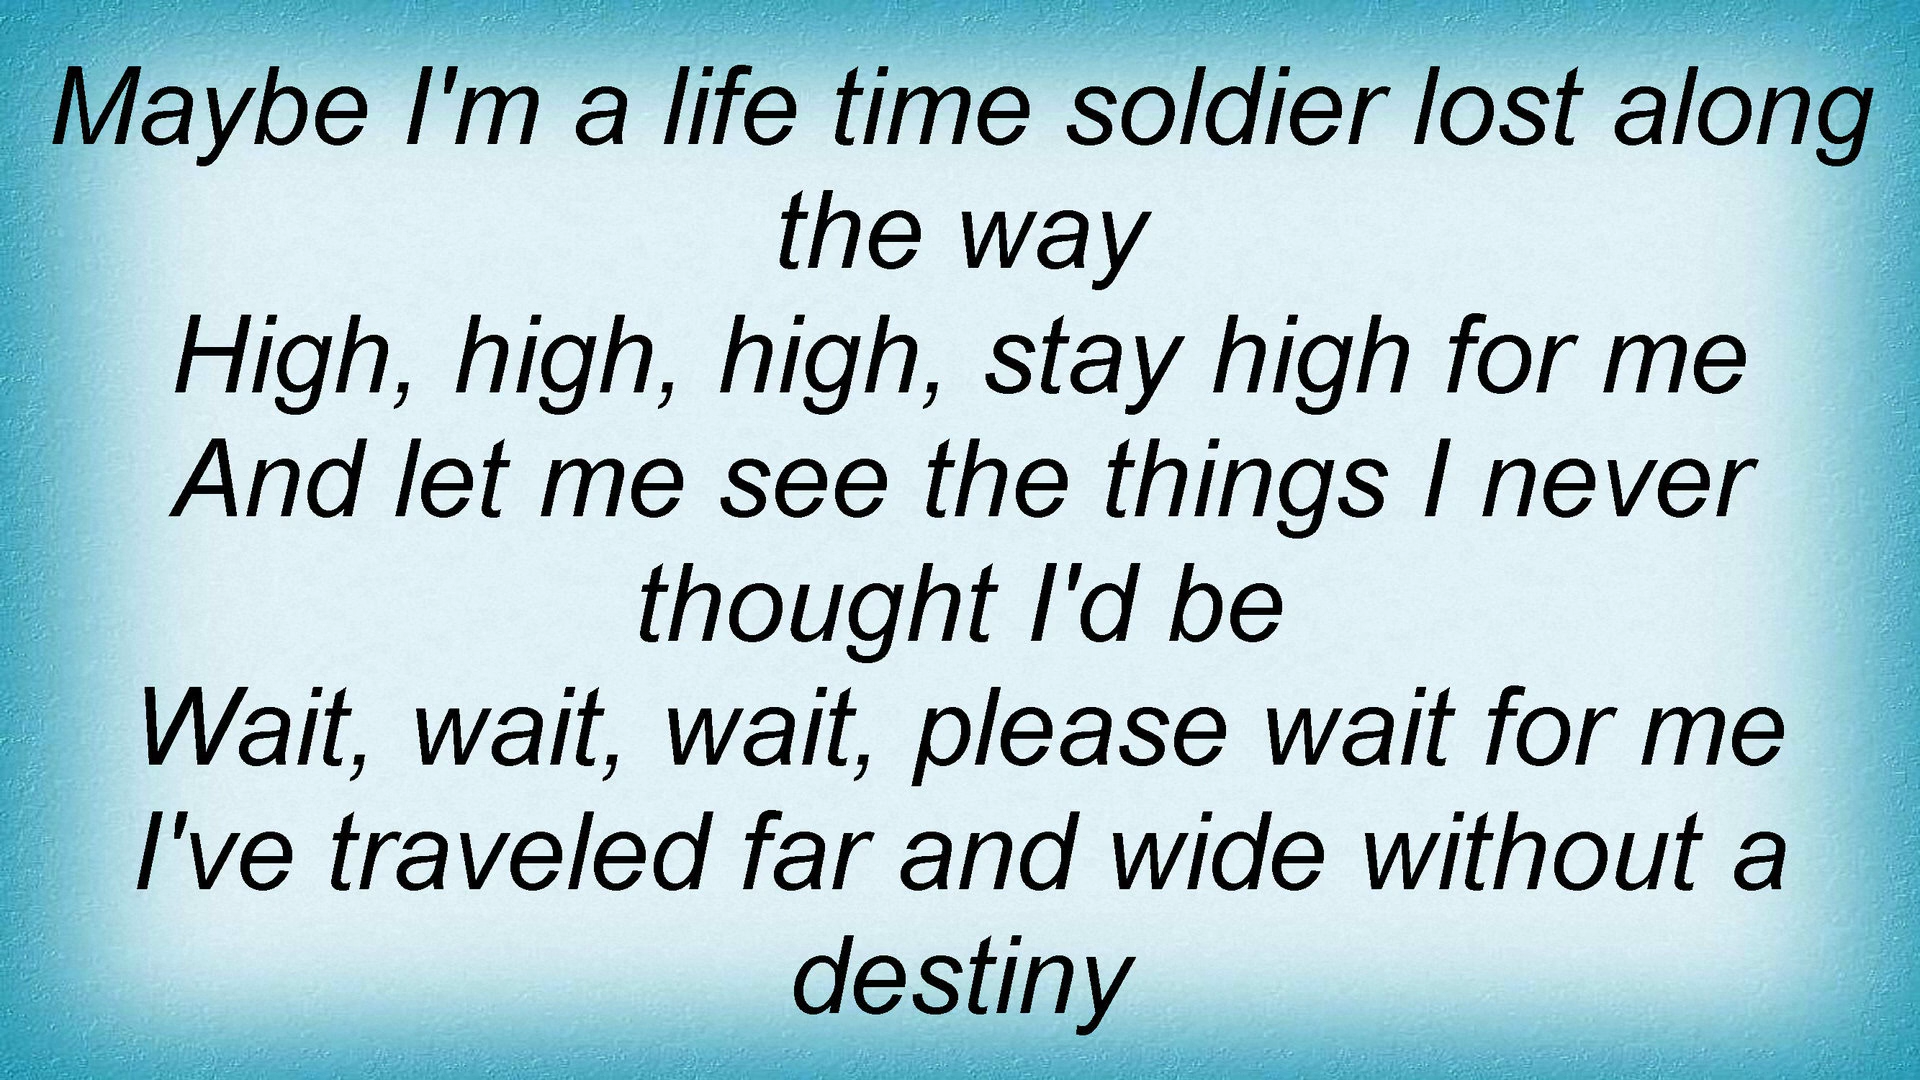 Maybe I'm a life time soldier lost along
the way
High, high, high, stay high for me
And let me see the things I never
thought I'd be
Wait, wait, wait, please wait for me
I've traveled far and wide without a
destiny